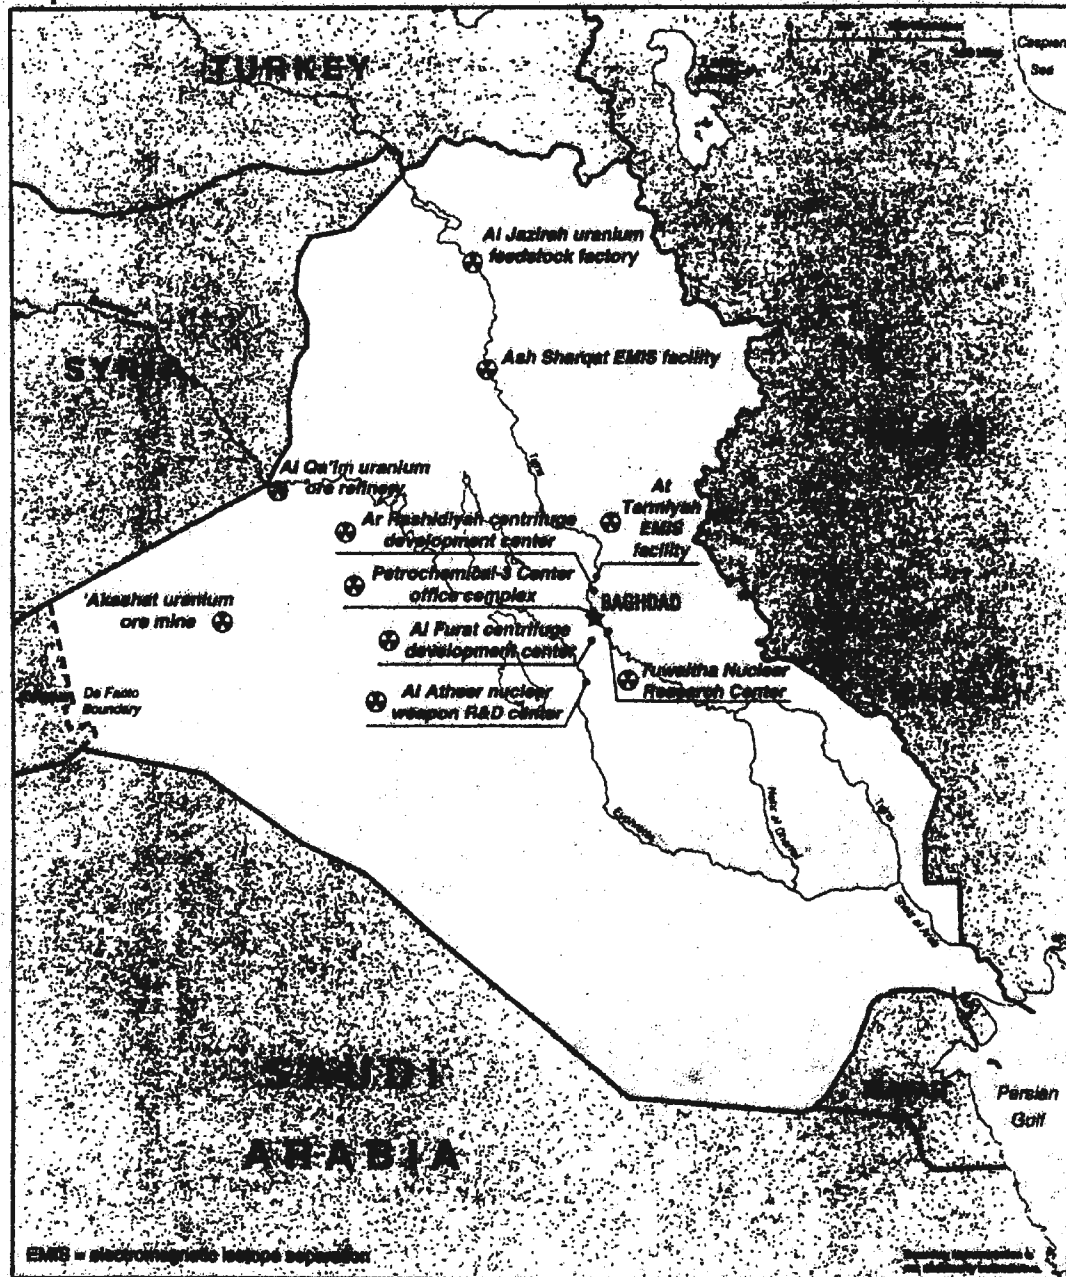 TURKEY
Caspian
Sea
Al Jazirah uranium
feedstock factory
Ash Sharqat EMIS facility
SYRIA
Tigris
Al Qa'im uranium
ore refinery
At
Tarmiyah
EMIS
facility
Ar Rashidiyah centrifuge
development center
Petrochemical-3 Center
office complex
BAGHDAD
'Akashat uranium
ore mine
Al Furat centrifuge
development center
Tuwaitha Nuclear
Research Center
De Facto
Boundary
Al Atheer nuclear
weapon R&D center
Euphrates
Tigris
Shatt al Arab
SAUDI
ARABIA
KUWAIT
Persian
Gulf
EMIS = electromagnetic isotope separation